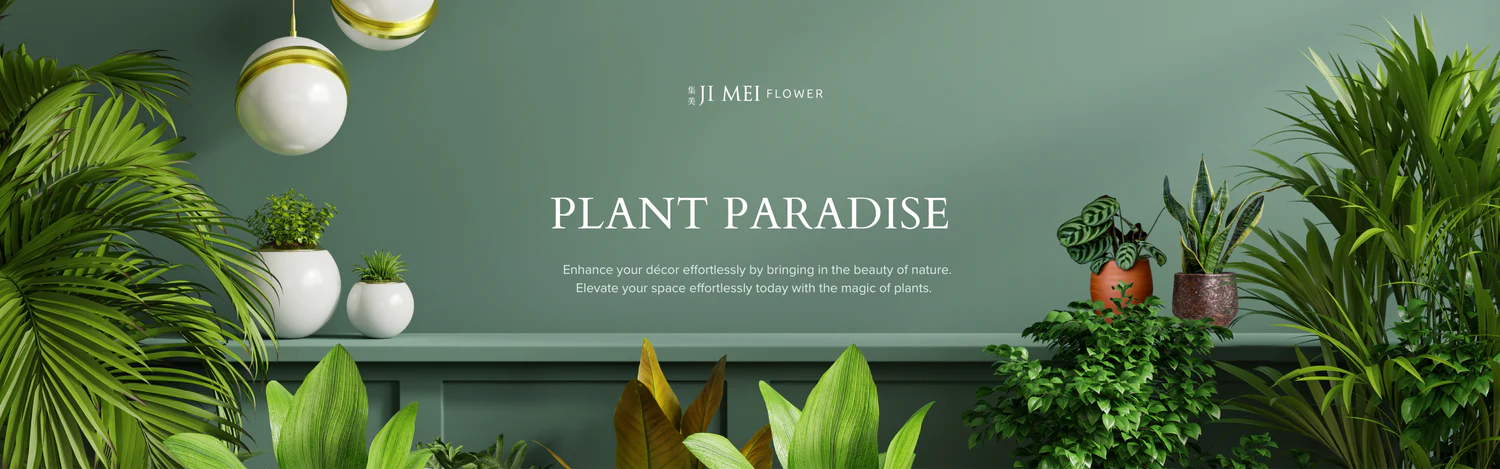 集美 JI MEI FLOWER
PLANT PARADISE
Enhance your décor effortlessly by bringing in the beauty of nature.
Elevate your space effortlessly today with the magic of plants.